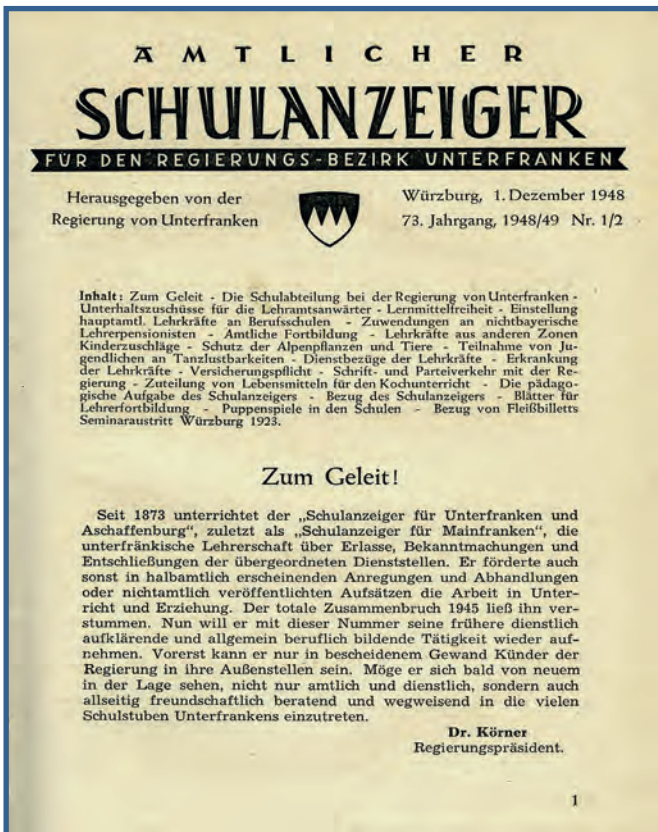 AMTLICHER
SCHULANZEIGER
FÜR DEN REGIERUNGS-BEZIRK UNTERFRANKEN
Herausgegeben von der
Regierung von Unterfranken
Würzburg, 1. Dezember 1948
73. Jahrgang, 1948/49 Nr. 1/2
Inhalt: Zum Geleit - Die Schulabteilung bei der Regierung von Unterfranken -
Unterhaltszuschüsse für die Lehramtsanwärter - Lernmittelfreiheit - Einstellung
hauptamtl. Lehrkräfte an Berufsschulen - Zuwendungen an nichtbayerische
Lehrerpensionisten - Amtliche Fortbildung - Lehrkräfte aus anderen Zonen
Kinderzuschläge - Schutz der Alpenpflanzen und Tiere - Teilnahme von Ju-
gendlichen an Tanzlustbarkeiten - Dienstbezüge der Lehrkräfte - Erkrankung
der Lehrkräfte - Versicherungspflicht - Schrift- und Parteiverkehr mit der Re-
gierung - Zuteilung von Lebensmitteln für den Kochunterricht - Die pädago-
gische Aufgabe des Schulanzeigers - Bezug des Schulanzeigers - Blätter für
Lehrerfortbildung - Puppenspiele in den Schulen - Bezug von Fleißbilletts
Seminaraustritt Würzburg 1923.
Zum Geleit!
Seit 1873 unterrichtet der „Schulanzeiger für Unterfranken und
Aschaffenburg“, zuletzt als „Schulanzeiger für Mainfranken“, die
unterfränkische Lehrerschaft über Erlasse, Bekanntmachungen und
Entschließungen der übergeordneten Dienststellen. Er förderte auch
sonst in halbamtlich erscheinenden Anregungen und Abhandlungen
oder nichtamtlich veröffentlichten Aufsätzen die Arbeit in Unter-
richt und Erziehung. Der totale Zusammenbruch 1945 ließ ihn ver-
stummen. Nun will er mit dieser Nummer seine frühere dienstlich
aufklärende und allgemein beruflich bildende Tätigkeit wieder auf-
nehmen. Vorerst kann er nur in bescheidenem Gewand Künder der
Regierung in ihre Außenstellen sein. Möge er sich bald von neuem
in der Lage sehen, nicht nur amtlich und dienstlich, sondern auch
allseitig freundschaftlich beratend und wegweisend in die vielen
Schulstuben Unterfrankens einzutreten.
Dr. Körner
Regierungspräsident.
1